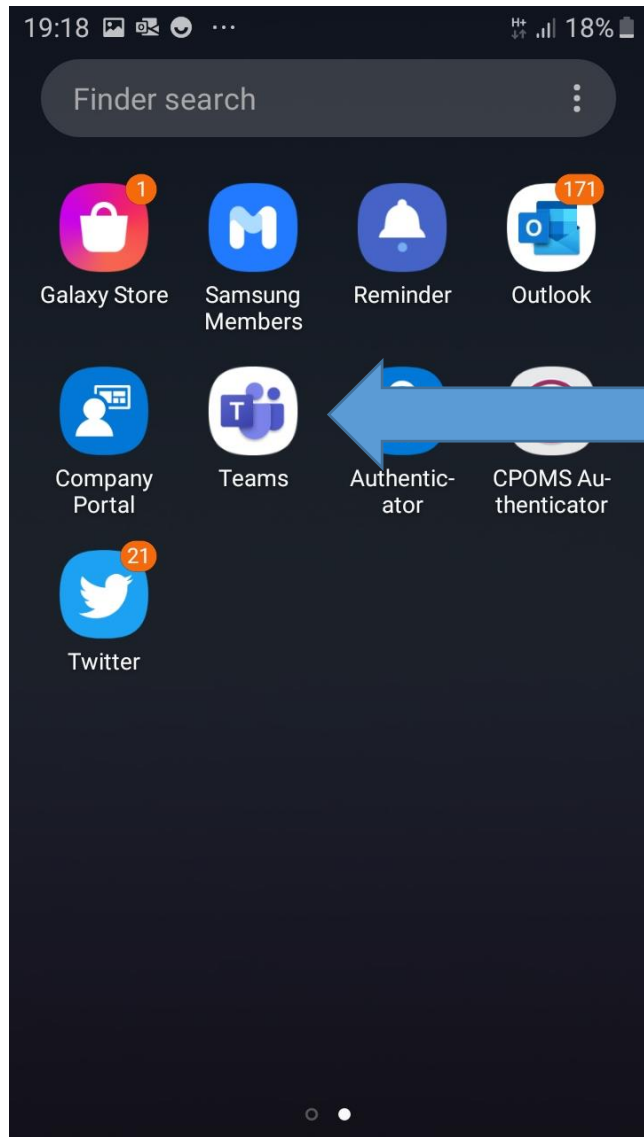 19:18 ... H+ 18%
Finder search
1 171
Galaxy Store Samsung Members Reminder Outlook
T
Company Portal Teams Authentic-ator CPOMS Au-thenticator
21
Twitter